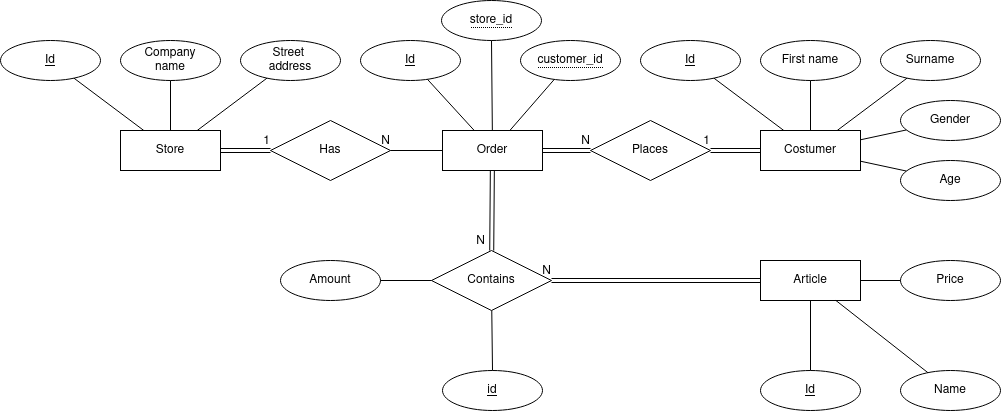 store_id
Id
Company
name
Street
address
Id
customer_id
Id
First name
Surname
Gender
Store
1
Has
N
Order
N
Places
1
Costumer
Age
N
Amount
Contains
N
Article
Price
id
Id
Name